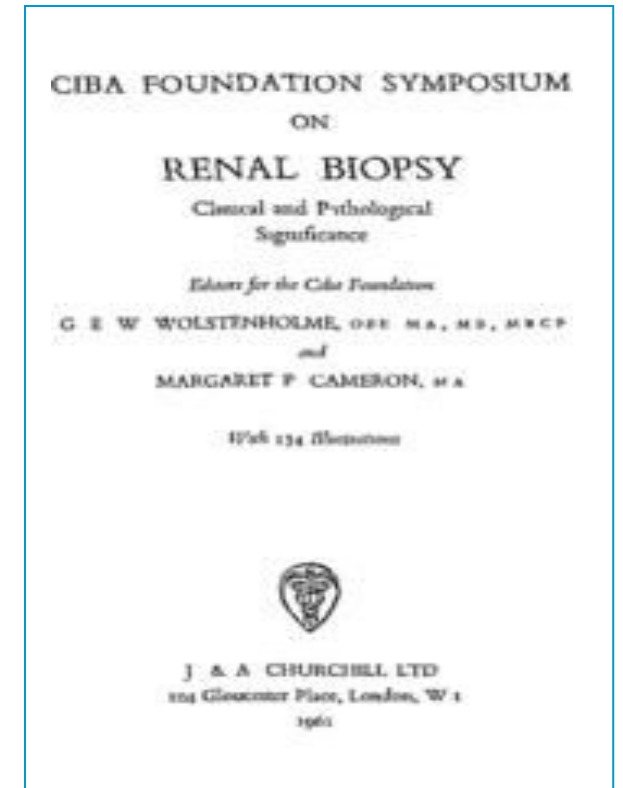 CIBA FOUNDATION SYMPOSIUM
ON
RENAL BIOPSY
Clinical and Pathological
Significance
Editors for the Ciba Foundation
G E W WOLSTENHOLME, OBE MA, MB, MRCP
and
MARGARET P CAMERON, MA
With 134 Illustrations
J & A CHURCHILL LTD
104 Gloucester Place, London, W 1
1961